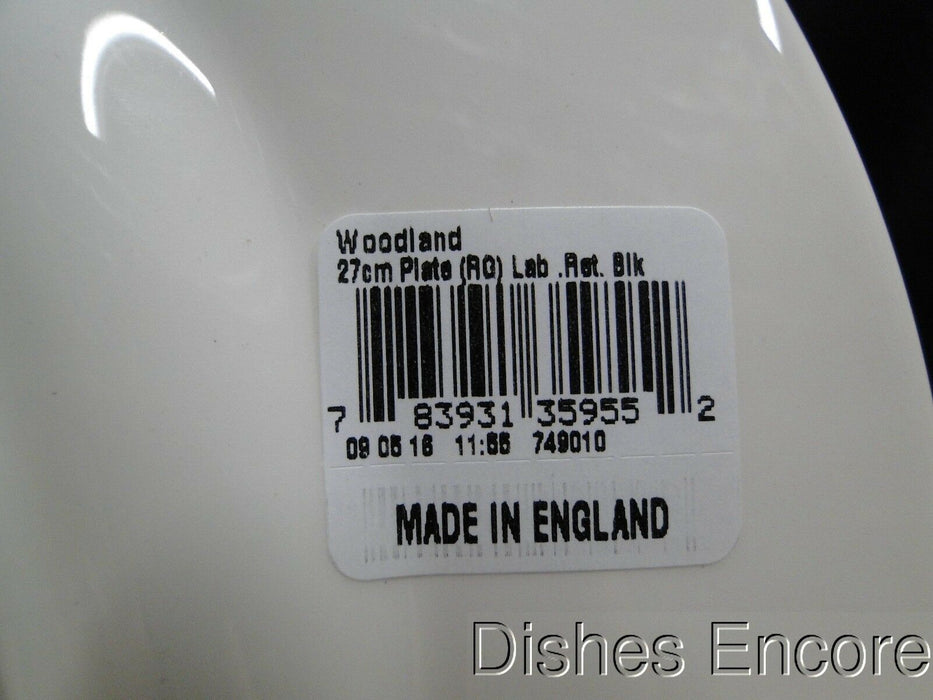 Woodland
27cm Plate (RO) Lab .Ret. Blk
7 83931 35955 2
09 05 16 11:56 749010
MADE IN ENGLAND
Dishes Encore